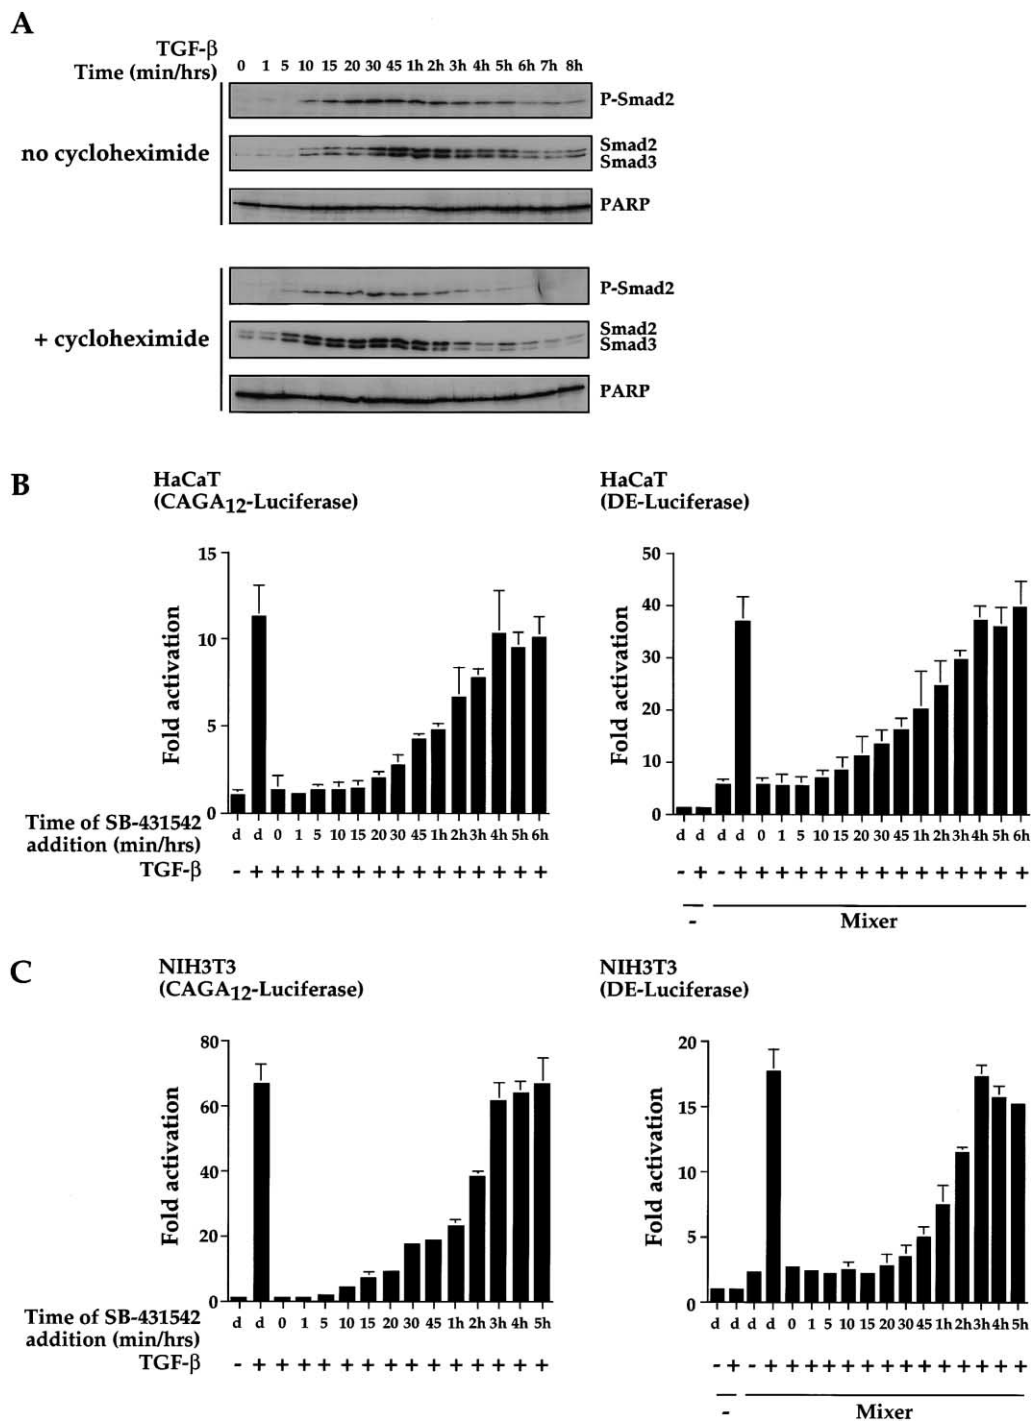 A
TGF-β
Time (min/hrs) 0 1 5 10 15 20 30 45 1h 2h 3h 4h 5h 6h 7h 8h
P-Smad2
no cycloheximide
Smad2
Smad3
PARP
P-Smad2
+ cycloheximide
Smad2
Smad3
PARP
B
HaCaT
(CAGA12-Luciferase)
Fold activation
15
10
5
0
Time of SB-431542
addition (min/hrs)
d d 0 1 5 10 15 20 30 45 1h 2h 3h 4h 5h 6h
TGF-β - + + + + + + + + + + + + + + +
HaCaT
(DE-Luciferase)
Fold activation
50
40
30
20
10
0
d d d d 0 1 5 10 15 20 30 45 1h 2h 3h 4h 5h 6h
- + - + + + + + + + + + + + + + + +
- Mixer
C
NIH3T3
(CAGA12-Luciferase)
Fold activation
80
60
40
20
0
Time of SB-431542
addition (min/hrs)
d d 0 1 5 10 15 20 30 45 1h 2h 3h 4h 5h
TGF-β - + + + + + + + + + + + + + +
NIH3T3
(DE-Luciferase)
Fold activation
20
15
10
5
0
d d d d 0 1 5 10 15 20 30 45 1h 2h 3h 4h 5h
- + - + + + + + + + + + + + + + +
- Mixer